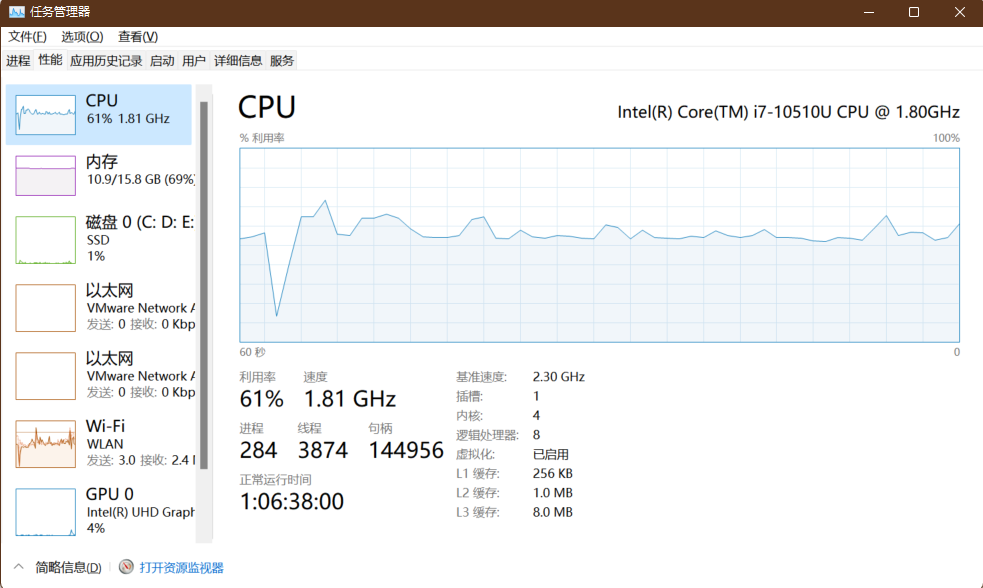 任务管理器
文件(F) 选项(O) 查看(V)
进程 性能 应用历史记录 启动 用户 详细信息 服务
CPU
61% 1.81 GHz
内存
10.9/15.8 GB (69%)
磁盘 0 (C: D: E:
SSD
1%
以太网
VMware Network A
发送: 0 接收: 0 Kbp
以太网
VMware Network A
发送: 0 接收: 0 Kbp
Wi-Fi
WLAN
发送: 3.0 接收: 2.4 I
GPU 0
Intel(R) UHD Graph
4%
CPU
Intel(R) Core(TM) i7-10510U CPU @ 1.80GHz
% 利用率 100%
60 秒 0
利用率 速度
61% 1.81 GHz
进程 线程 句柄
284 3874 144956
正常运行时间
1:06:38:00
基准速度: 2.30 GHz
插槽: 1
内核: 4
逻辑处理器: 8
虚拟化: 已启用
L1 缓存: 256 KB
L2 缓存: 1.0 MB
L3 缓存: 8.0 MB
简略信息(D) 打开资源监视器